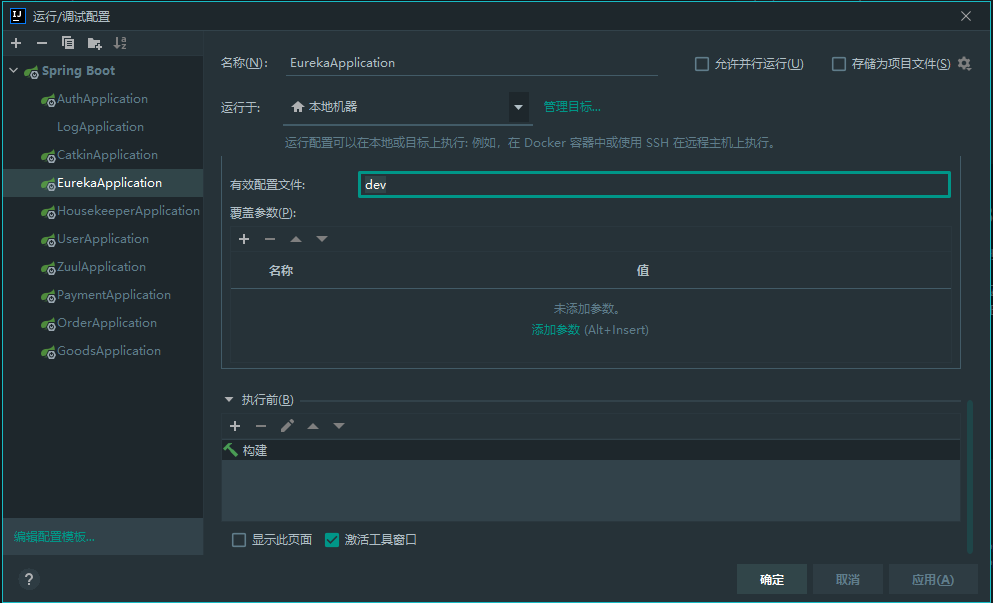 运行/调试配置
Spring Boot
AuthApplication
LogApplication
CatkinApplication
EurekaApplication
HousekeeperApplication
UserApplication
ZuulApplication
PaymentApplication
OrderApplication
GoodsApplication
编辑配置模板...
名称(N):
EurekaApplication
允许并行运行(U)
存储为项目文件(S)
运行于:
本地机器
管理目标...
运行配置可以在本地或目标上执行: 例如，在 Docker 容器中或使用 SSH 在远程主机上执行。
有效配置文件:
dev
覆盖参数(P):
名称
值
未添加参数。
添加参数 (Alt+Insert)
执行前(B)
构建
显示此页面
激活工具窗口
?
确定
取消
应用(A)